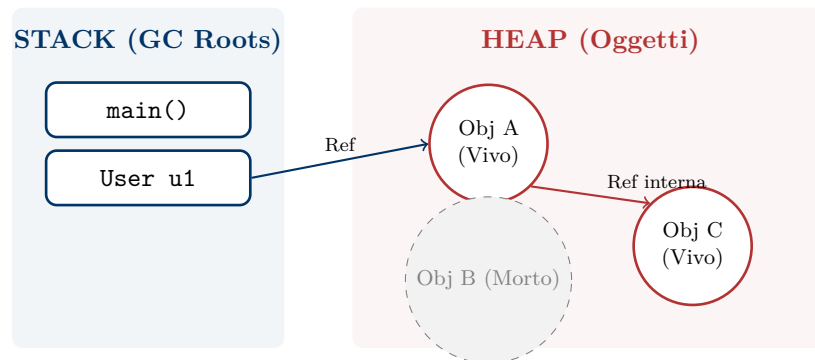 STACK (GC Roots)
HEAP (Oggetti)
main()
User u1
Ref
Obj A
(Vivo)
Ref interna
Obj C
(Vivo)
Obj B (Morto)